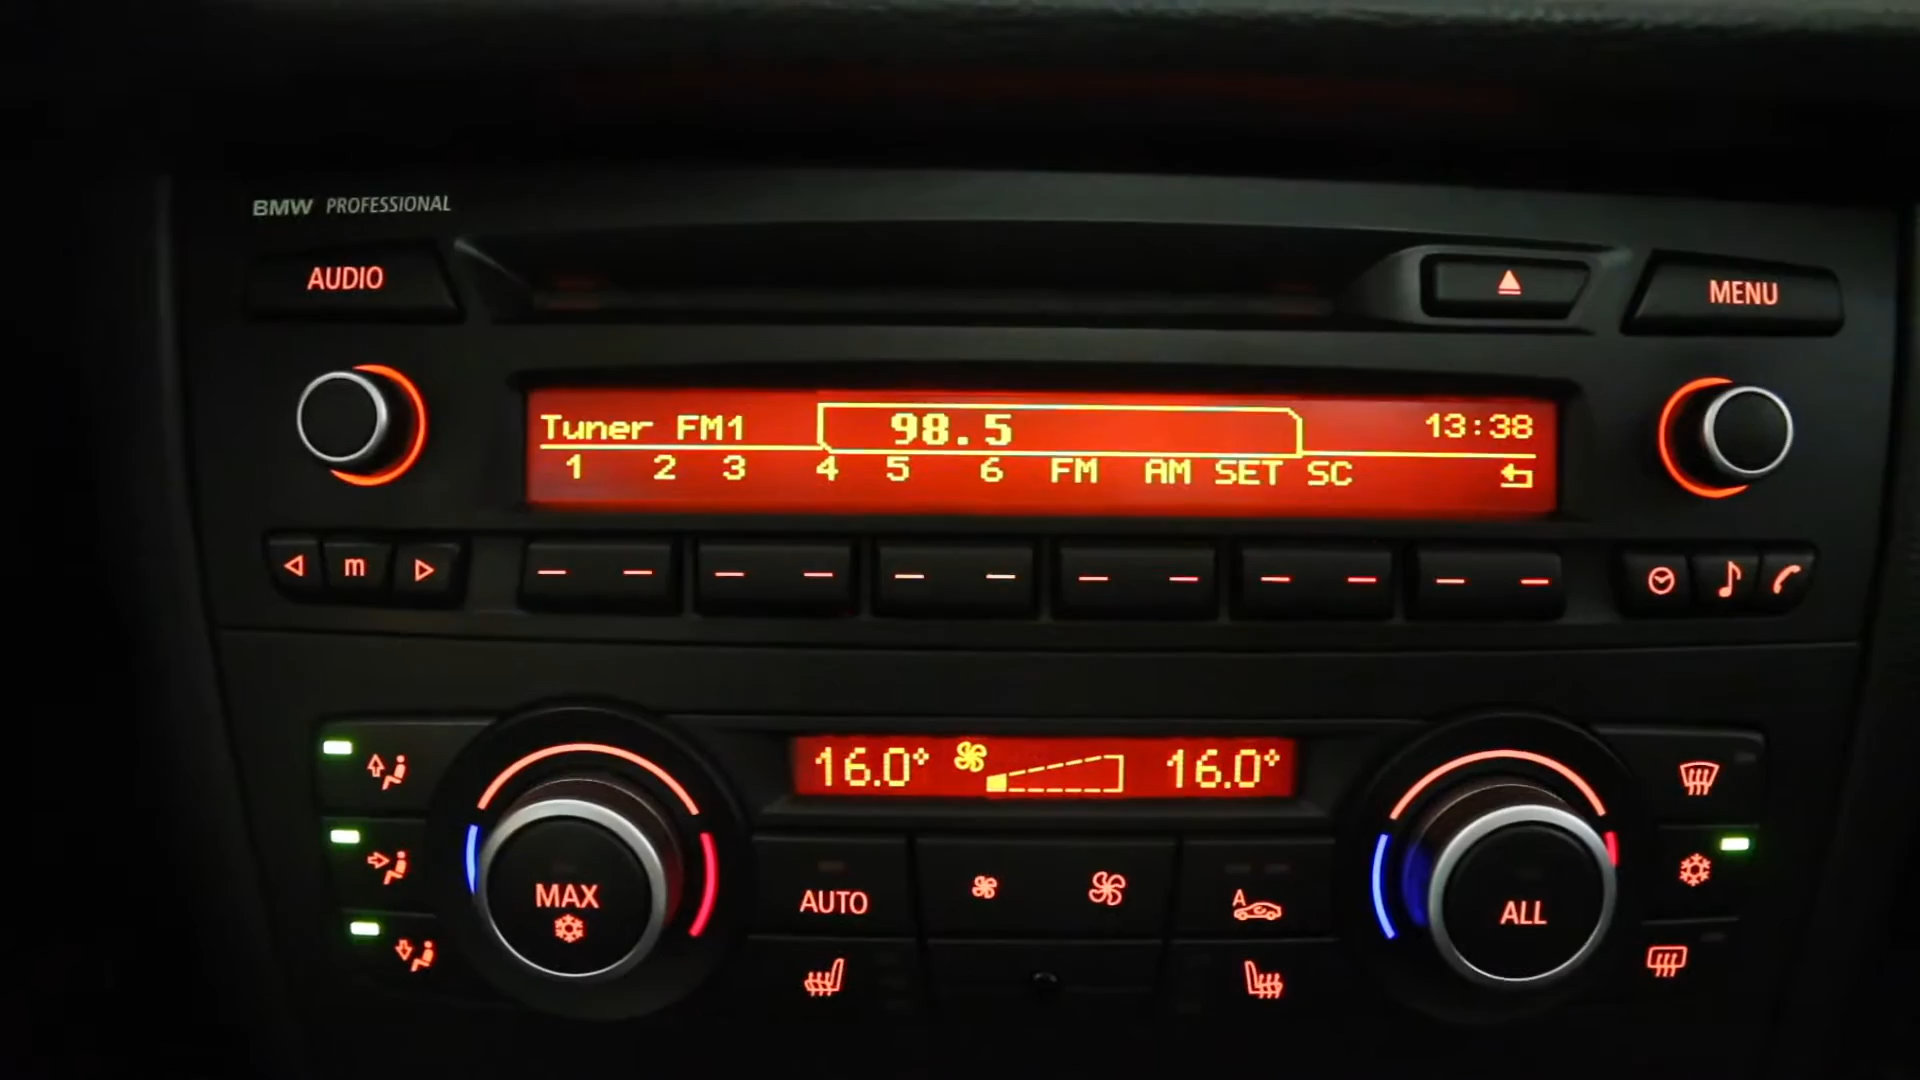 BMW PROFESSIONAL
AUDIO
MENU
Tuner FM1 98.5 13:38
1 2 3 4 5 6 FM AM SET SC
m
16.0° 16.0°
MAX
AUTO
A
ALL